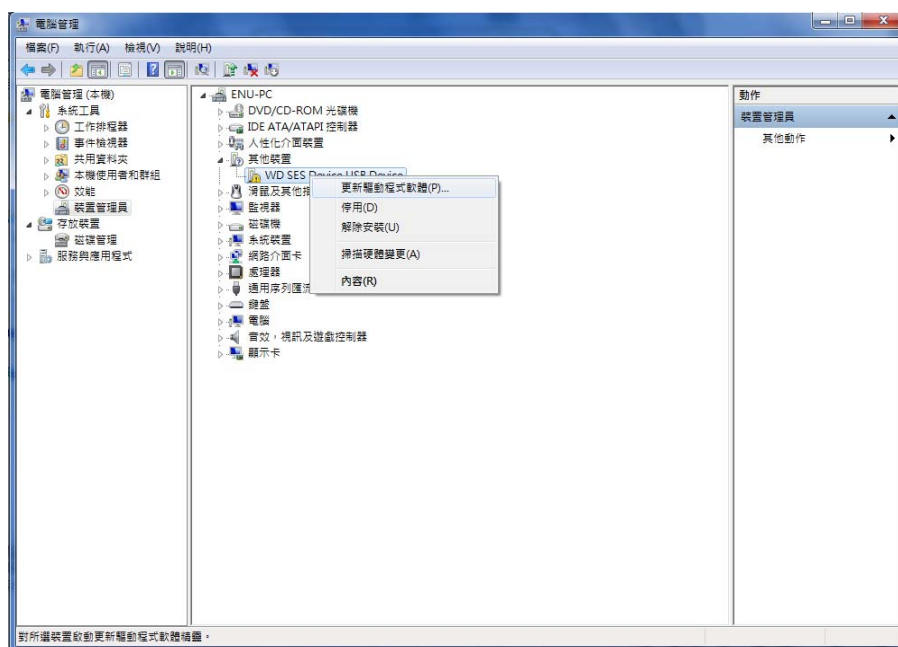 電腦管理
檔案(F) 執行(A) 檢視(V) 說明(H)
電腦管理 (本機)
系統工具
工作排程器
事件檢視器
共用資料夾
本機使用者和群組
效能
裝置管理員
存放裝置
磁碟管理
服務與應用程式
ENU-PC
DVD/CD-ROM 光碟機
IDE ATA/ATAPI 控制器
人性化介面裝置
其他裝置
WD SES Device USB Device
滑鼠及其他指
監視器
磁碟機
系統裝置
網路介面卡
處理器
通用序列匯流
鍵盤
電腦
音效，視訊及遊戲控制器
顯示卡
更新驅動程式軟體(P)...
停用(D)
解除安裝(U)
掃描硬體變更(A)
內容(R)
動作
裝置管理員
其他動作
對所選裝置啟動更新驅動程式軟體精靈。